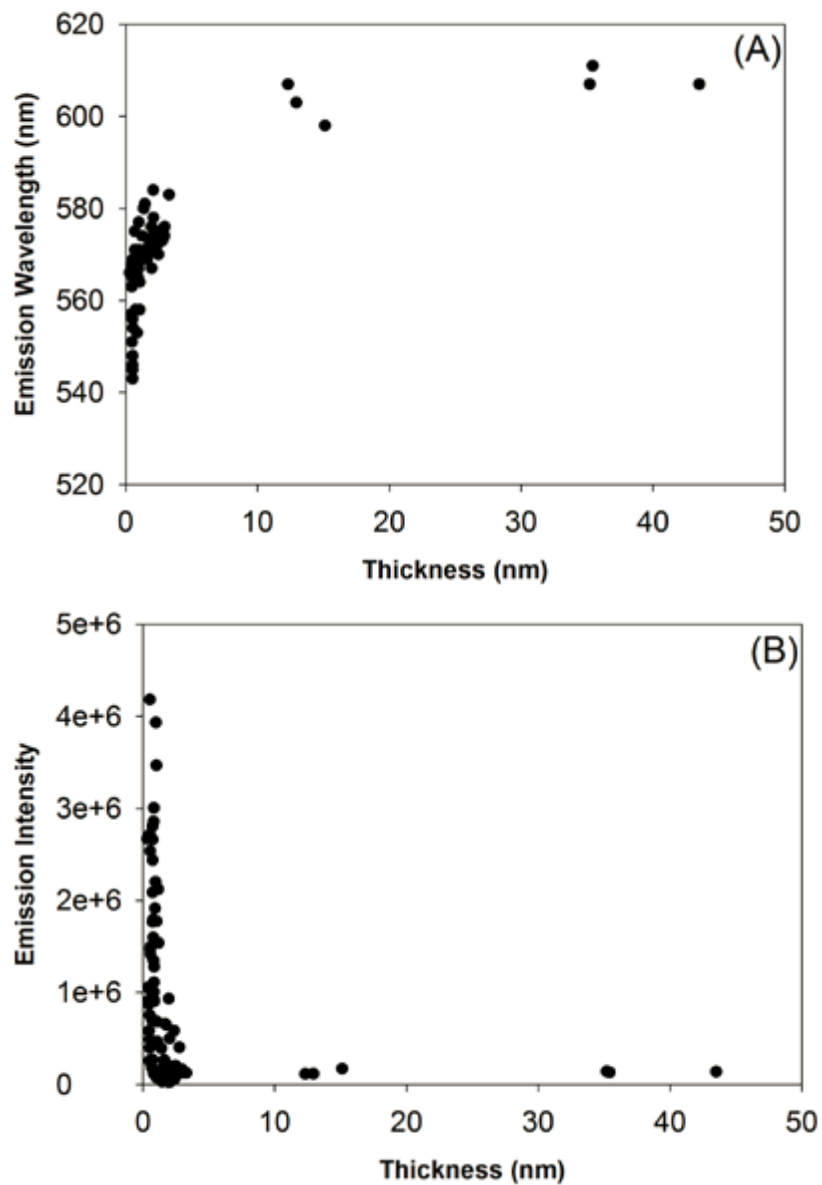 620
(A)
600
580
560
540
520
Emission Wavelength (nm)
0 10 20 30 40 50
Thickness (nm)
5e+6
(B)
4e+6
3e+6
2e+6
1e+6
0
Emission Intensity
0 10 20 30 40 50
Thickness (nm)